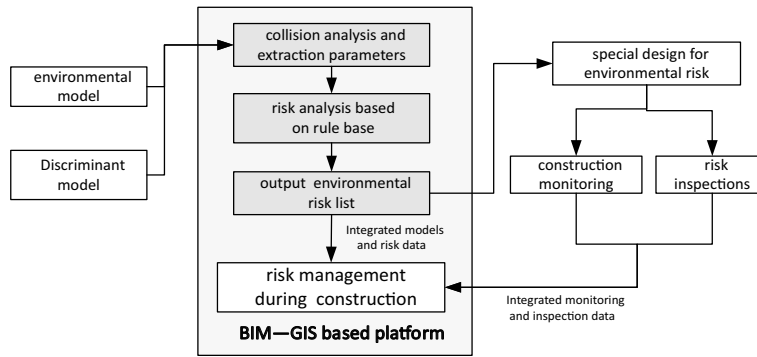 environmental
model
Discriminant
model
collision analysis and
extraction parameters
risk analysis based
on rule base
output environmental
risk list
Integrated models
and risk data
risk management
during construction
BIM—GIS based platform
special design for
environmental risk
construction
monitoring
risk
inspections
Integrated monitoring
and inspection data